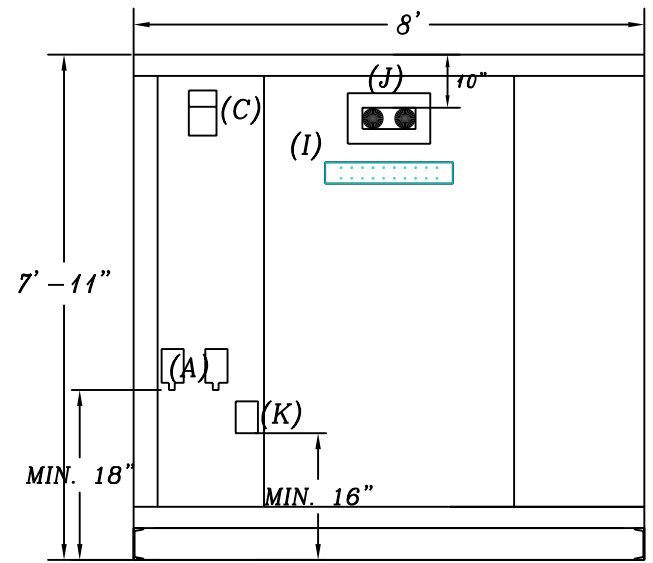 8'
(J)
10"
(C)
(I)
7'-11"
(A)
(K)
MIN. 18"
MIN. 16"